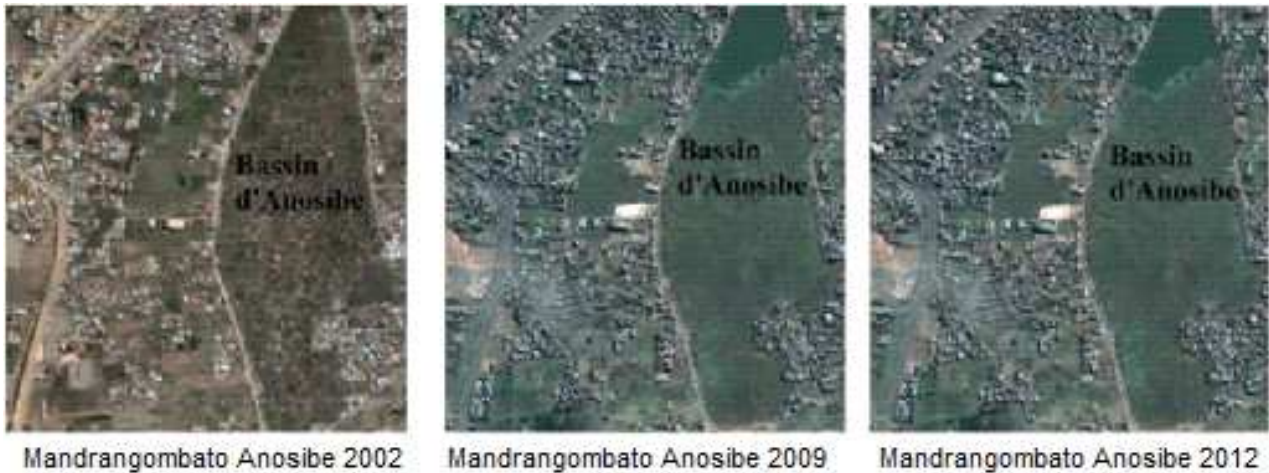 Bassin
d'Anosibe
Bassin
d'Anosibe
Bassin
d'Anosibe
Mandrangombato Anosibe 2002
Mandrangombato Anosibe 2009
Mandrangombato Anosibe 2012